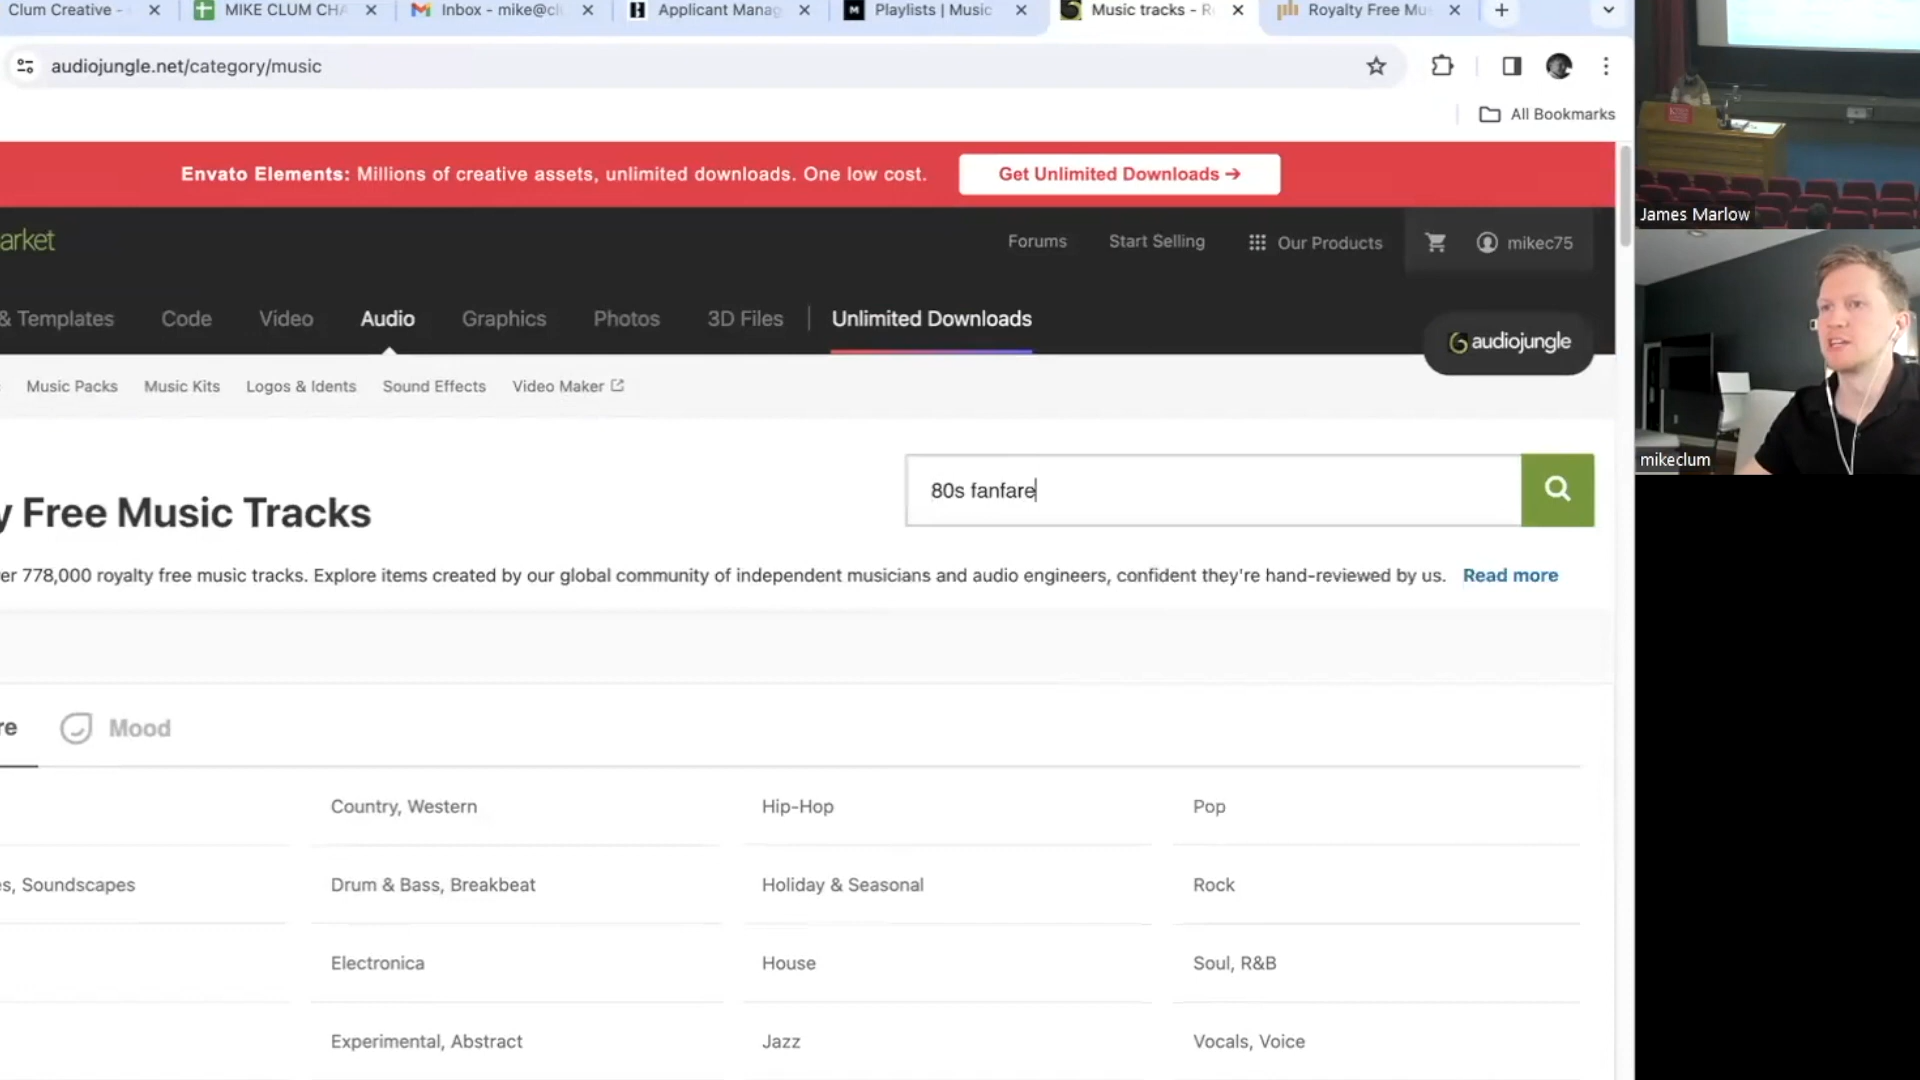 Clum Creative -
MIKE CLUM CHA
Inbox - mike@cl
Applicant Manag
Playlists | Music
Music tracks - R
Royalty Free Mu
audiojungle.net/category/music
All Bookmarks
Envato Elements: Millions of creative assets, unlimited downloads. One low cost.
Get Unlimited Downloads →
arket
Forums
Start Selling
Our Products
mikec75
& Templates
Code
Video
Audio
Graphics
Photos
3D Files
Unlimited Downloads
audiojungle
Music Packs
Music Kits
Logos & Idents
Sound Effects
Video Maker
80s fanfare
y Free Music Tracks
er 778,000 royalty free music tracks. Explore items created by our global community of independent musicians and audio engineers, confident they're hand-reviewed by us. Read more
re
Mood
Country, Western
Hip-Hop
Pop
s, Soundscapes
Drum & Bass, Breakbeat
Holiday & Seasonal
Rock
Electronica
House
Soul, R&B
Experimental, Abstract
Jazz
Vocals, Voice
James Marlow
mikeclum